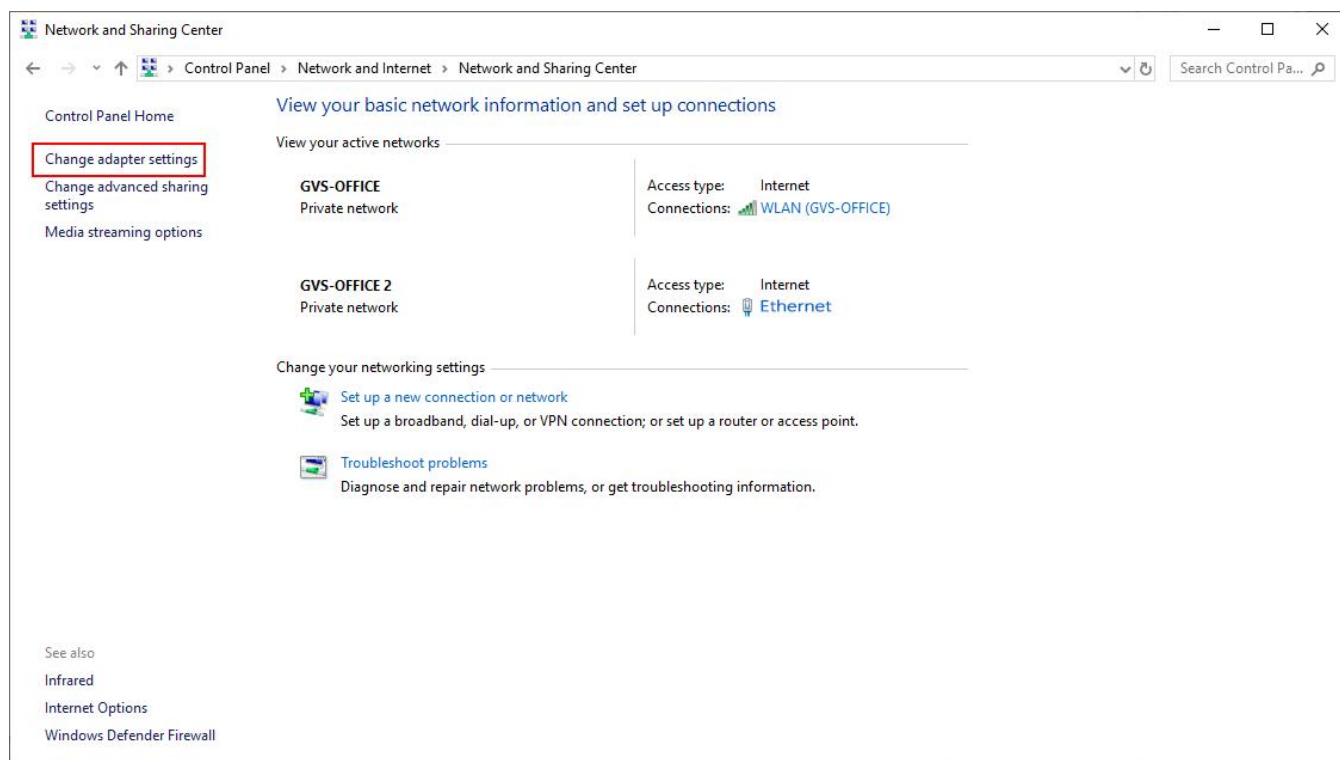 Network and Sharing Center
Control Panel > Network and Internet > Network and Sharing Center
Search Control Pa...
Control Panel Home
Change adapter settings
Change advanced sharing
settings
Media streaming options
View your basic network information and set up connections
View your active networks
GVS-OFFICE
Private network
Access type: Internet
Connections: WLAN (GVS-OFFICE)
GVS-OFFICE 2
Private network
Access type: Internet
Connections: Ethernet
Change your networking settings
Set up a new connection or network
Set up a broadband, dial-up, or VPN connection; or set up a router or access point.
Troubleshoot problems
Diagnose and repair network problems, or get troubleshooting information.
See also
Infrared
Internet Options
Windows Defender Firewall